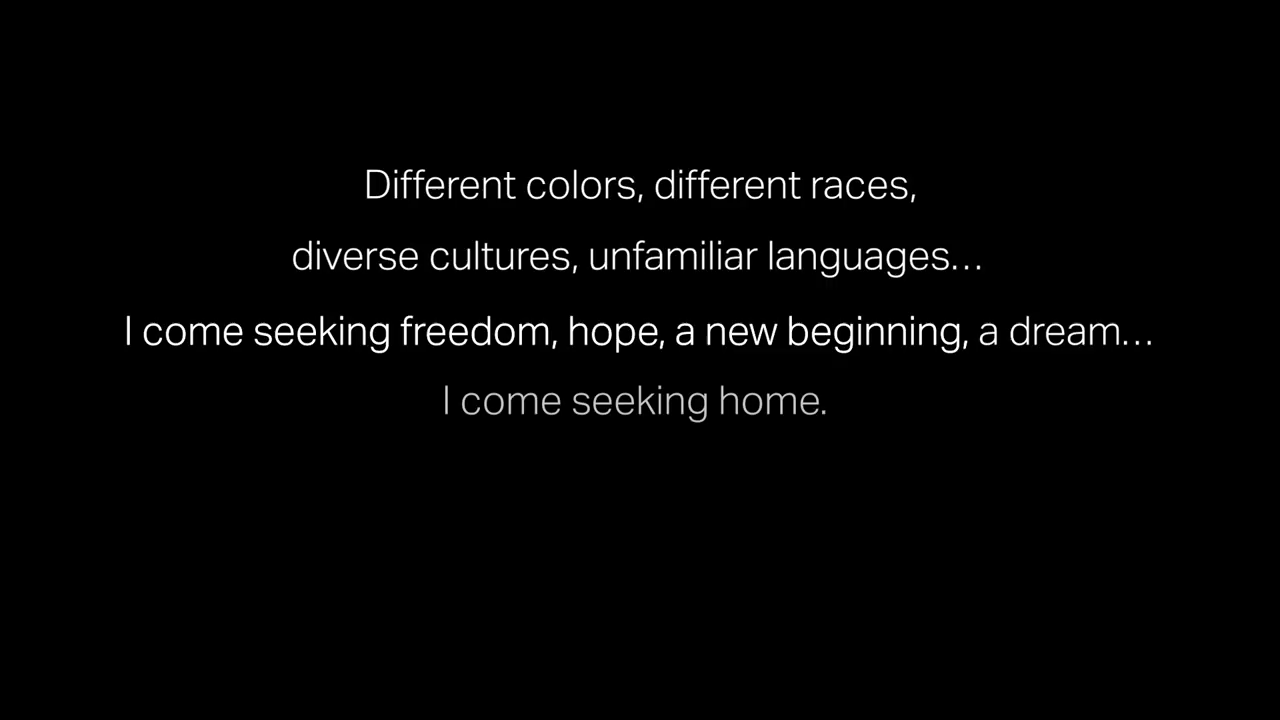 Different colors, different races,
diverse cultures, unfamiliar languages…
I come seeking freedom, hope, a new beginning, a dream…
I come seeking home.